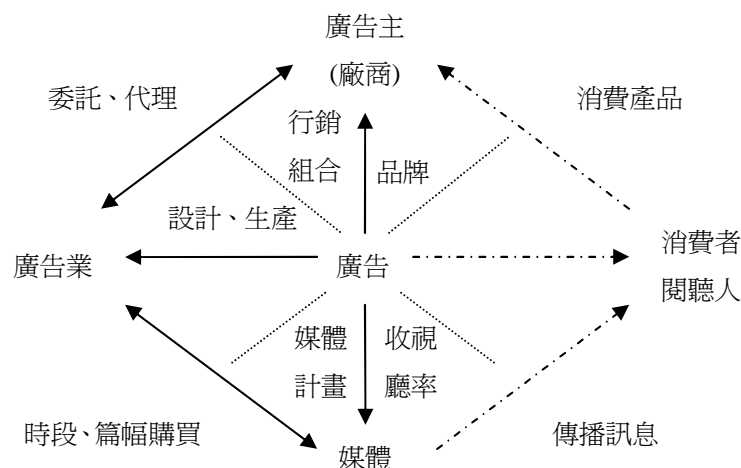 廣告主
(廠商)
委託、代理
消費產品
行銷
組合
品牌
設計、生產
廣告業
廣告
消費者
閱聽人
媒體
收視
計畫
廳率
時段、篇幅購買
媒體
傳播訊息